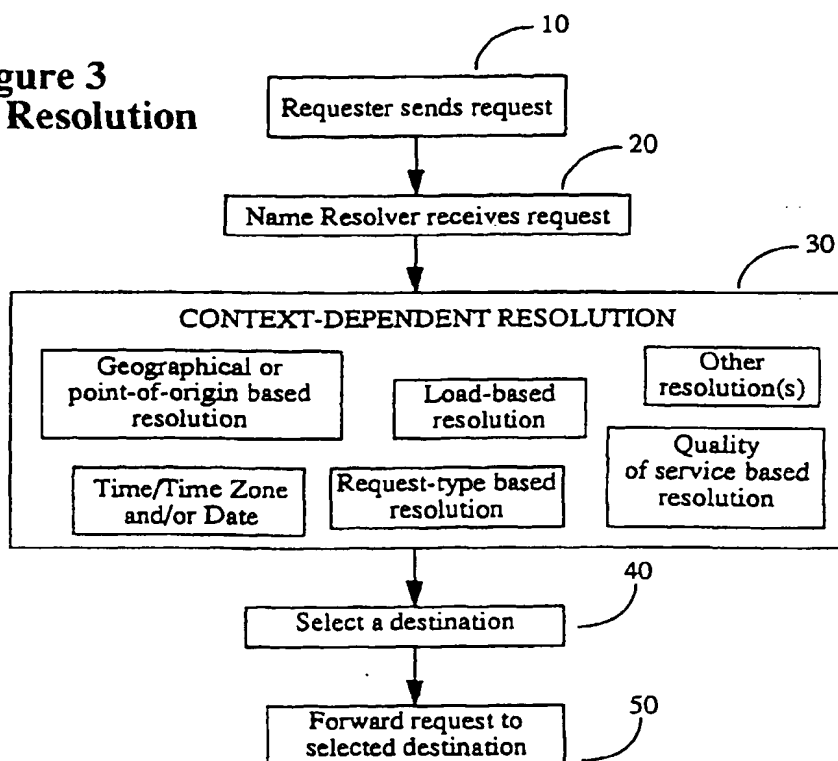 gure 3
Resolution
10
Requester sends request
20
Name Resolver receives request
30
CONTEXT-DEPENDENT RESOLUTION
Geographical or
point-of-origin based
resolution
Load-based
resolution
Other
resolution(s)
Time/Time Zone
and/or Date
Request-type based
resolution
Quality
of service based
resolution
40
Select a destination
50
Forward request to
selected destination